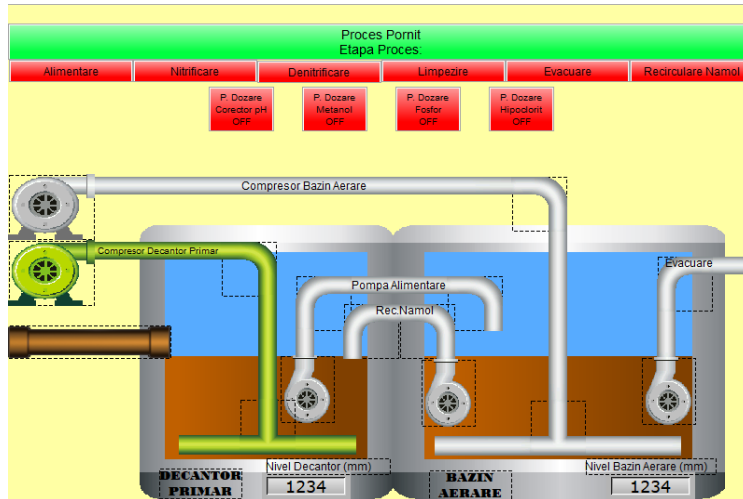 Proces Pornit
Etapa Proces:
Alimentare
Nitrificare
Denitrificare
Limpezire
Evacuare
Recirculare Namol
P. Dozare
Corector pH
OFF
P. Dozare
Metanol
OFF
P. Dozare
Fosfor
OFF
P. Dozare
Hipoclorit
OFF
Compresor Bazin Aerare
Compresor Decantor Primar
Evacuare
Pompa Alimentare
Rec.Namol
Nivel Decantor (mm)
Nivel Bazin Aerare (mm)
DECANTOR
PRIMAR
1234
BAZIN
AERARE
1234